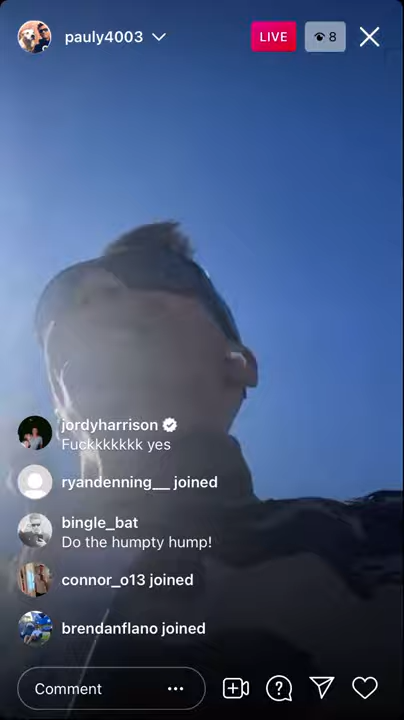 pauly4003
LIVE
8
jordyharrison
Fuckkkkkkk yes
ryandenning__ joined
bingle_bat
Do the humpty hump!
connor_o13 joined
brendanflano joined
Comment